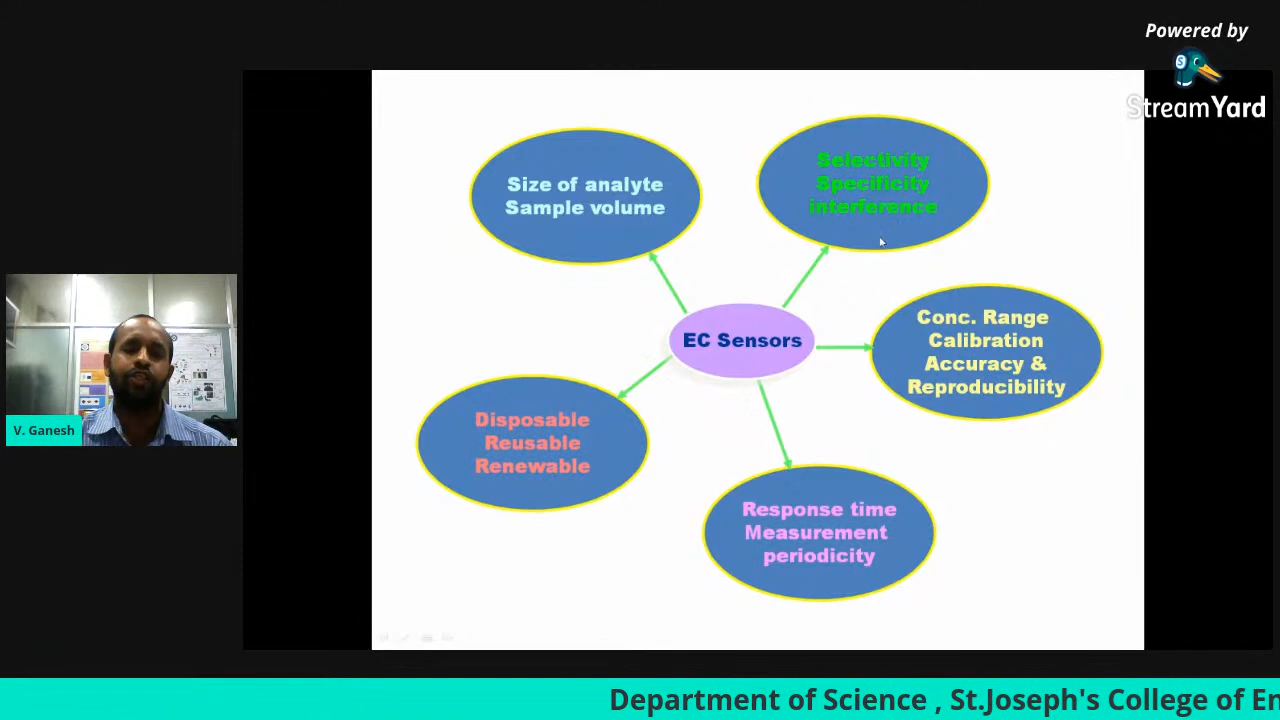 Powered by
StreamYard
Size of analyte
Sample volume
Selectivity
Specificity
interference
EC Sensors
Conc. Range
Calibration
Accuracy &
Reproducibility
Disposable
Reusable
Renewable
Response time
Measurement
periodicity
V. Ganesh
Department of Science , St.Joseph's College of En